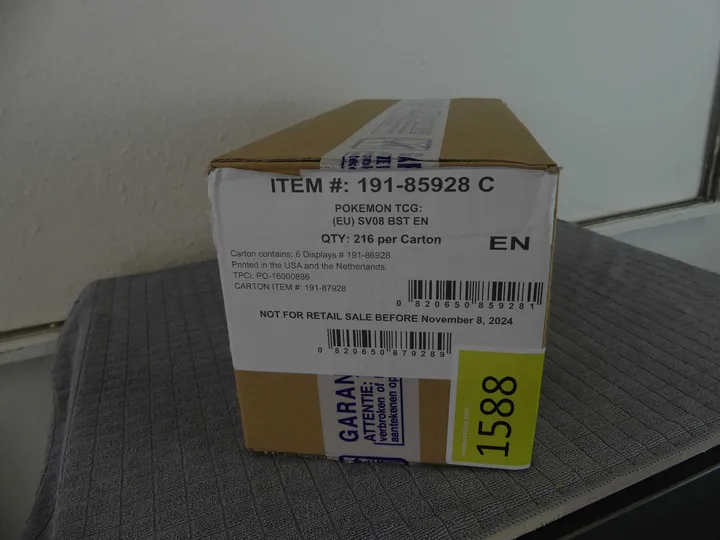 ITEM #: 191-85928 C
POKEMON TCG:
(EU) SV08 BST EN
QTY: 216 per Carton
EN
Carton contains: 6 Displays # 191-86928
Printed in the USA and the Netherlands.
TPCi: PO-16000886
CARTON ITEM #: 191-87928
0 820650 859281
NOT FOR RETAIL SALE BEFORE November 8, 2024
0 820650 879289
GARAN
ATTENTIE:
verbroken of
aantekenen op
1588